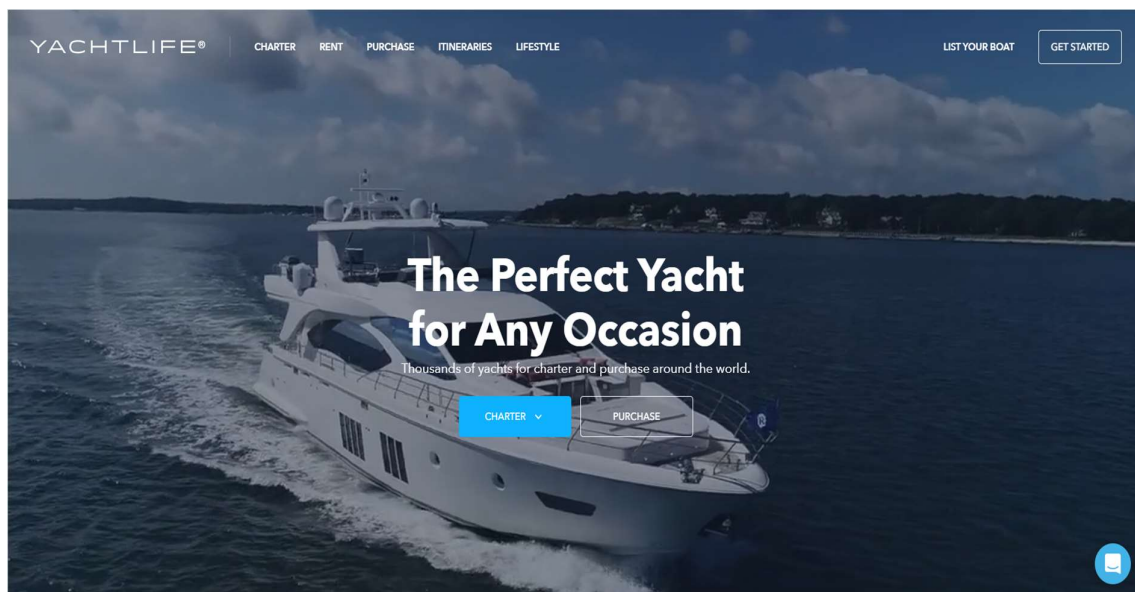 YACHTLIFE®
CHARTER RENT PURCHASE ITINERARIES LIFESTYLE
LIST YOUR BOAT
GET STARTED
The Perfect Yacht
for Any Occasion
Thousands of yachts for charter and purchase around the world.
CHARTER
PURCHASE